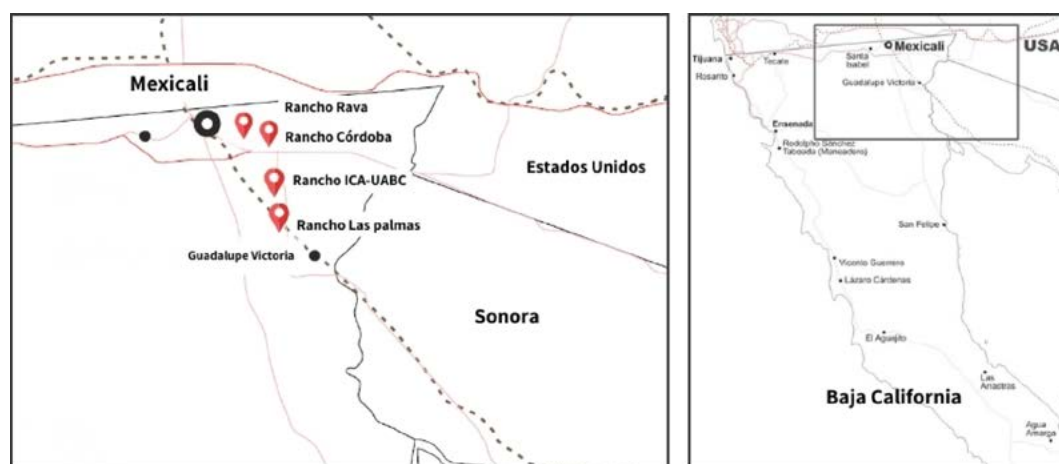 Mexicali
Rancho Rava
Rancho Córdoba
Estados Unidos
Rancho ICA-UABC
Rancho Las palmas
Guadalupe Victoria
Sonora
USA
Mexicali
Tijuana
Tecate
Santa
Isabel
Rosarito
Guadalupe Victoria
Ensenada
Rodolpho Sánchez
Taboada (Maneadero)
San Felipe
Vicente Guerrero
Lázaro Cárdenas
El Aguajito
Las
Arrastras
Baja California
Agua
Amarga